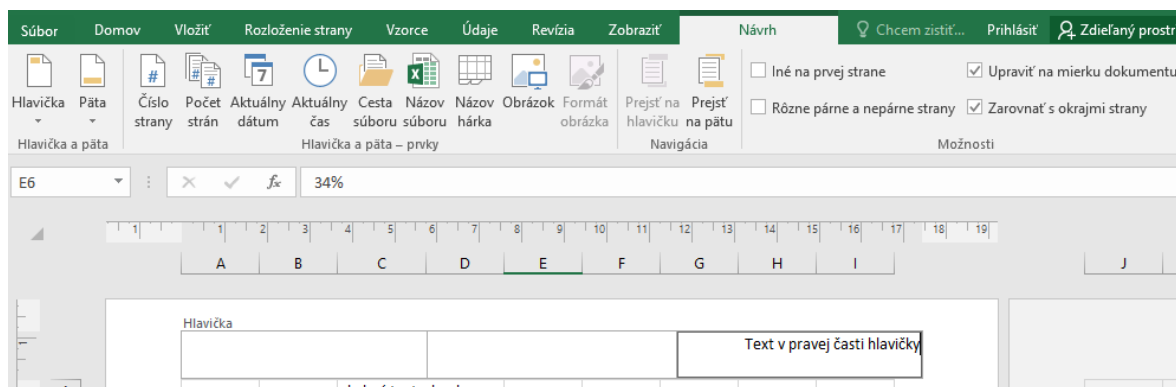 Súbor Domov Vložiť Rozloženie strany Vzorce Údaje Revízia Zobraziť Návrh Chcem zistiť... Prihlásiť Zdieľaný prostr
Hlavička Päta Číslo strany Počet strán Aktuálny dátum Aktuálny čas Cesta súboru Názov súboru Názov hárka Obrázok Formát obrázka Prejsť na hlavičku Prejsť na pätu
Iné na prvej strane Upraviť na mierku dokumentu
Rôzne párne a nepárne strany Zarovnať s okrajmi strany
Hlavička a päta Hlavička a päta – prvky Navigácia Možnosti
E6 fx 34%
1 1 2 3 4 5 6 7 8 9 10 11 12 13 14 15 16 17 18 19
A B C D E F G H I J
Hlavička
1
Text v pravej časti hlavičky